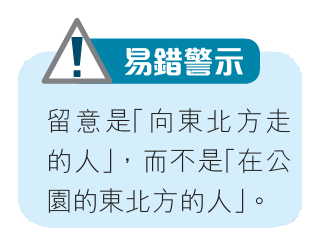 !
易錯警示
留意是「向東北方走
的人」，而不是「在公
園的東北方的人」。